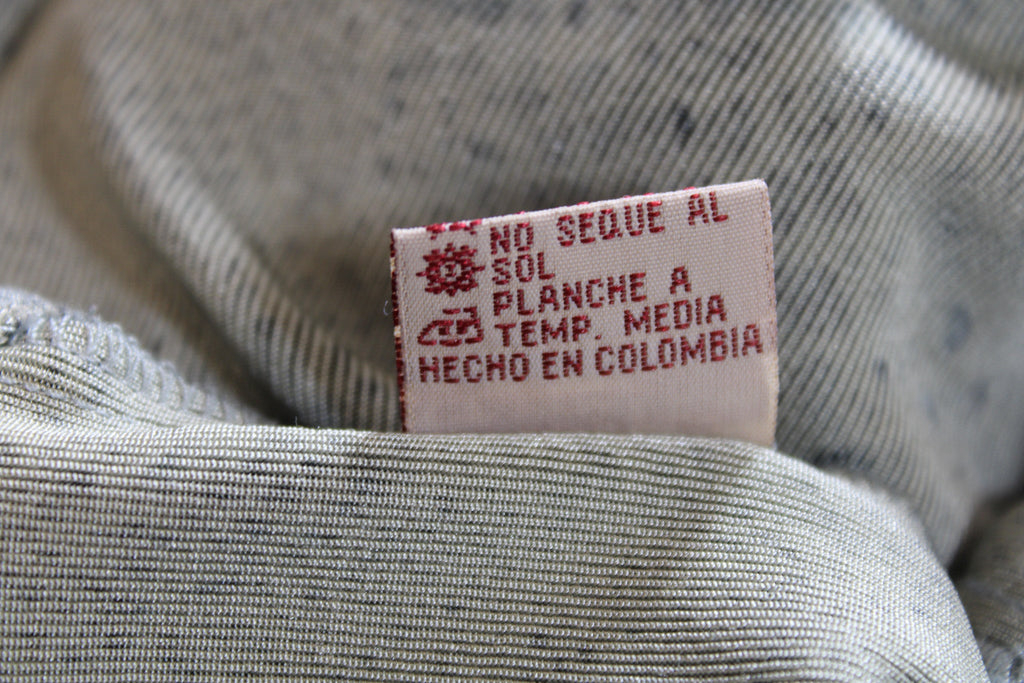 NO SEQUE AL
SOL
PLANCHE A
TEMP. MEDIA
HECHO EN COLOMBIA